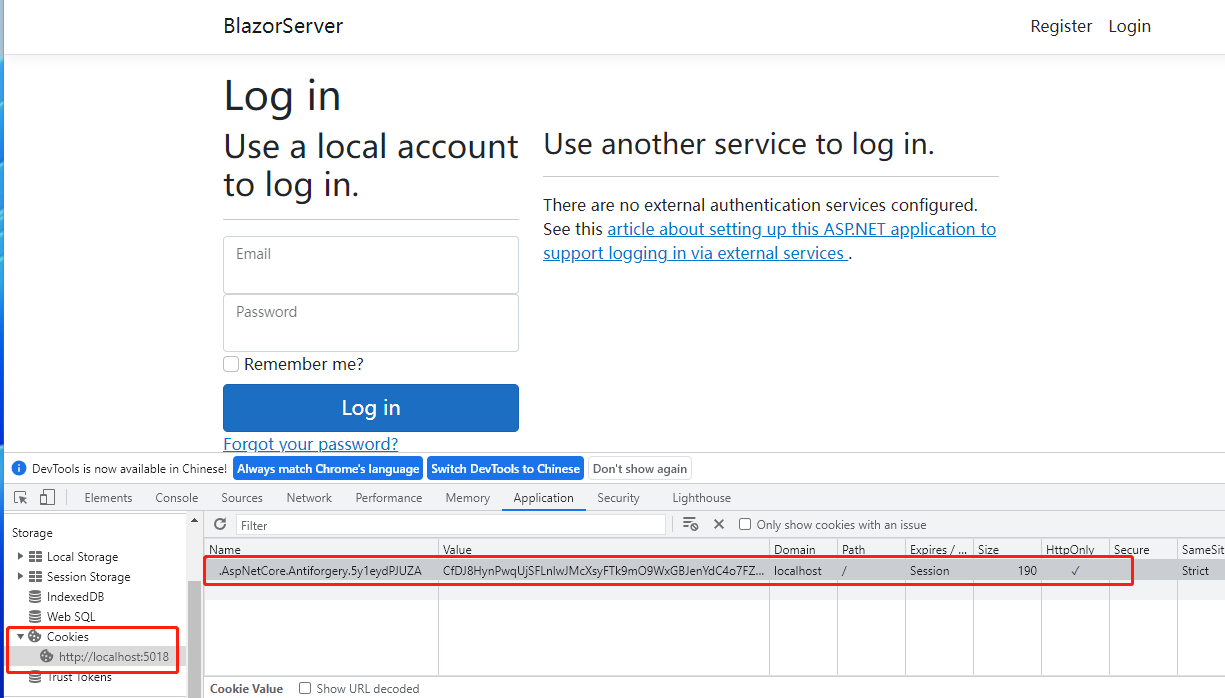 BlazorServer
Register Login
Log in
Use a local account
to log in.
Use another service to log in.
There are no external authentication services configured.
See this article about setting up this ASP.NET application to
support logging in via external services .
Email
Password
Remember me?
Log in
Forgot your password?
DevTools is now available in Chinese! Always match Chrome's language Switch DevTools to Chinese Don't show again
Elements Console Sources Network Performance Memory Application Security Lighthouse
Storage
Local Storage
Session Storage
IndexedDB
Web SQL
Cookies
http://localhost:5018
Trust Tokens
Filter
Only show cookies with an issue
Name Value Domain Path Expires / ... Size HttpOnly Secure SameSit
.AspNetCore.Antiforgery.5y1eydPJUZA CfDJ8HynPwqUjSFLnIwJMcXsyFTk9mO9WxGBJenYdC4o7FZ... localhost / Session 190 ✓ Strict
Cookie Value Show URL decoded